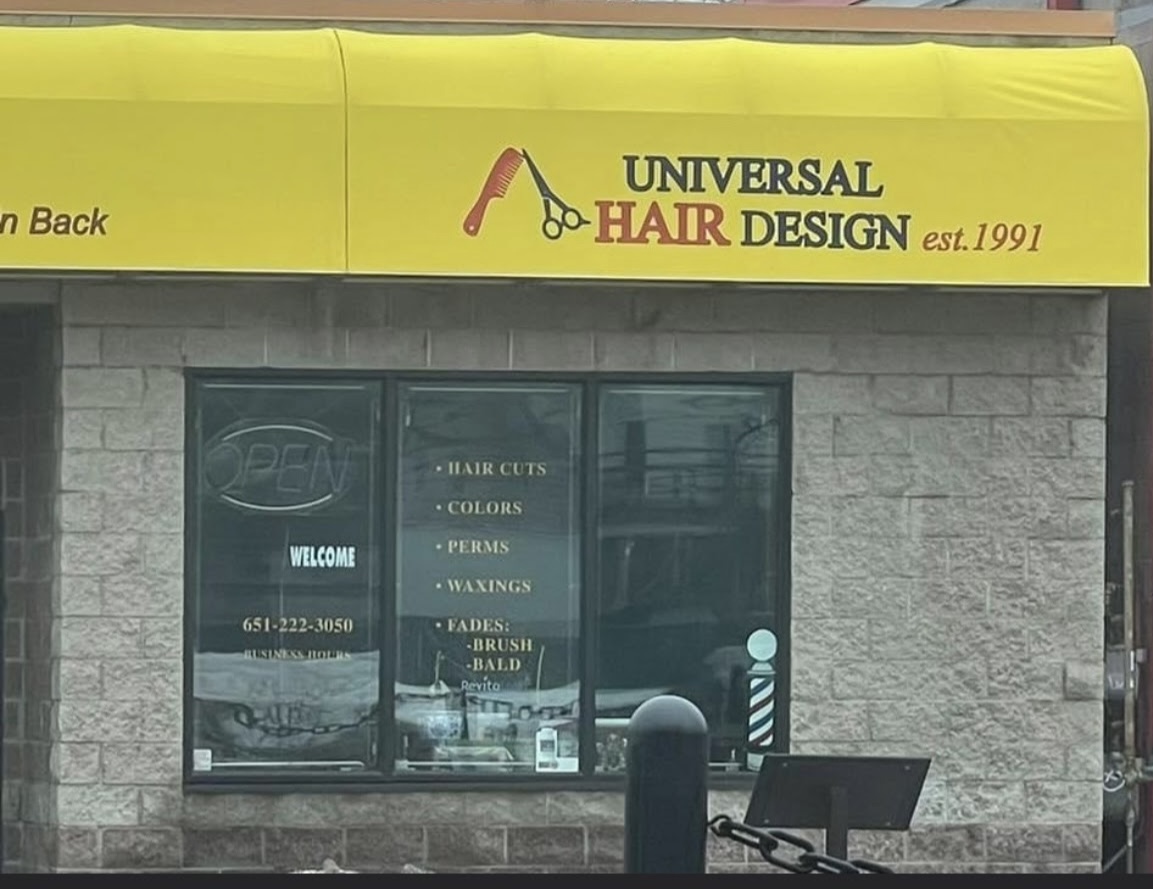 n Back
UNIVERSAL
HAIR DESIGN est.1991
OPEN
WELCOME
651-222-3050
BUSINESS HOURS
• HAIR CUTS
• COLORS
• PERMS
• WAXINGS
• FADES:
-BRUSH
-BALD
Revito